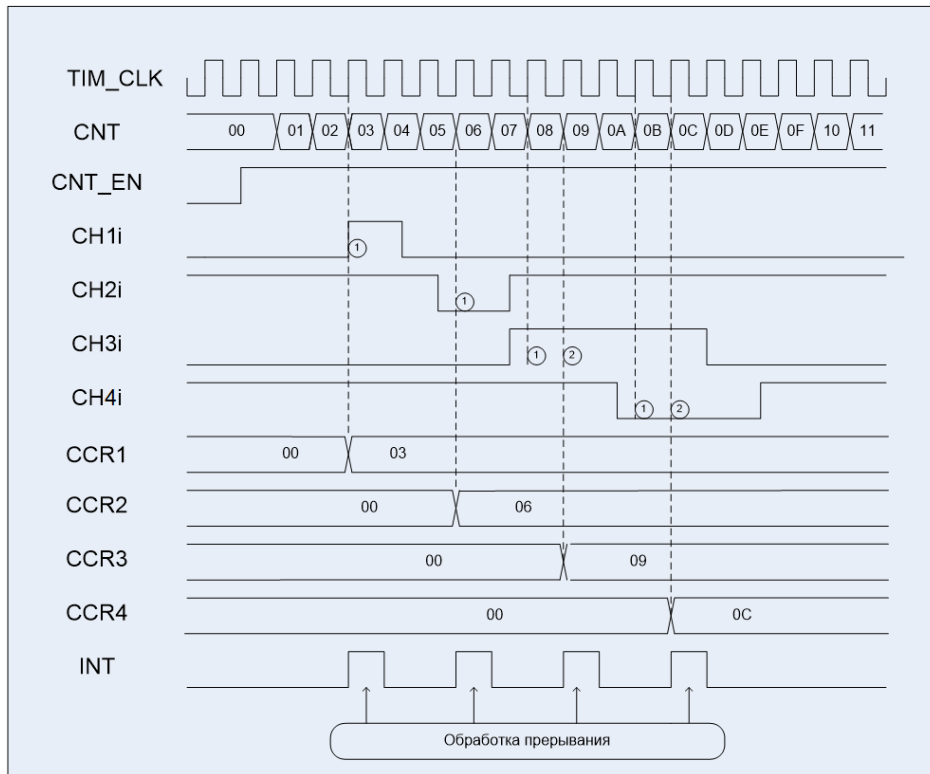 TIM_CLK
CNT 00 01 02 03 04 05 06 07 08 09 0A 0B 0C 0D 0E 0F 10 11
CNT_EN
CH1i 1
CH2i 1
CH3i 1 2
CH4i 1 2
CCR1 00 03
CCR2 00 06
CCR3 00 09
CCR4 00 0C
INT
Обработка прерывания